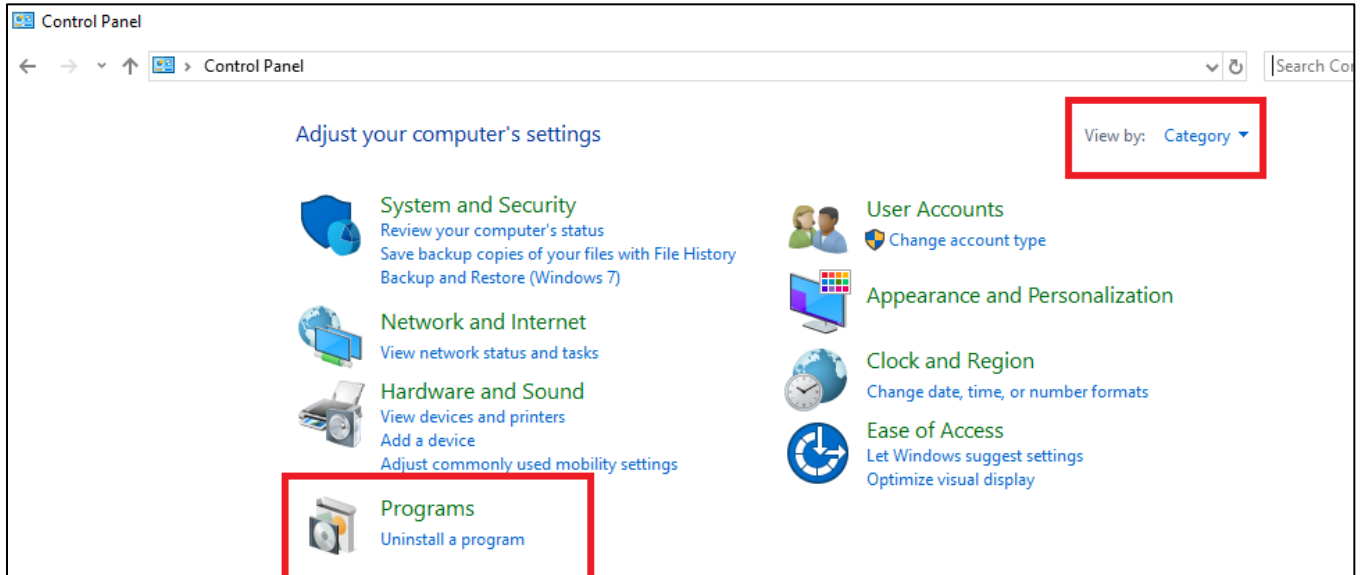 Control Panel
Control Panel
Search Con
Adjust your computer's settings
View by: Category
System and Security
Review your computer's status
Save backup copies of your files with File History
Backup and Restore (Windows 7)
Network and Internet
View network status and tasks
Hardware and Sound
View devices and printers
Add a device
Adjust commonly used mobility settings
Programs
Uninstall a program
User Accounts
Change account type
Appearance and Personalization
Clock and Region
Change date, time, or number formats
Ease of Access
Let Windows suggest settings
Optimize visual display